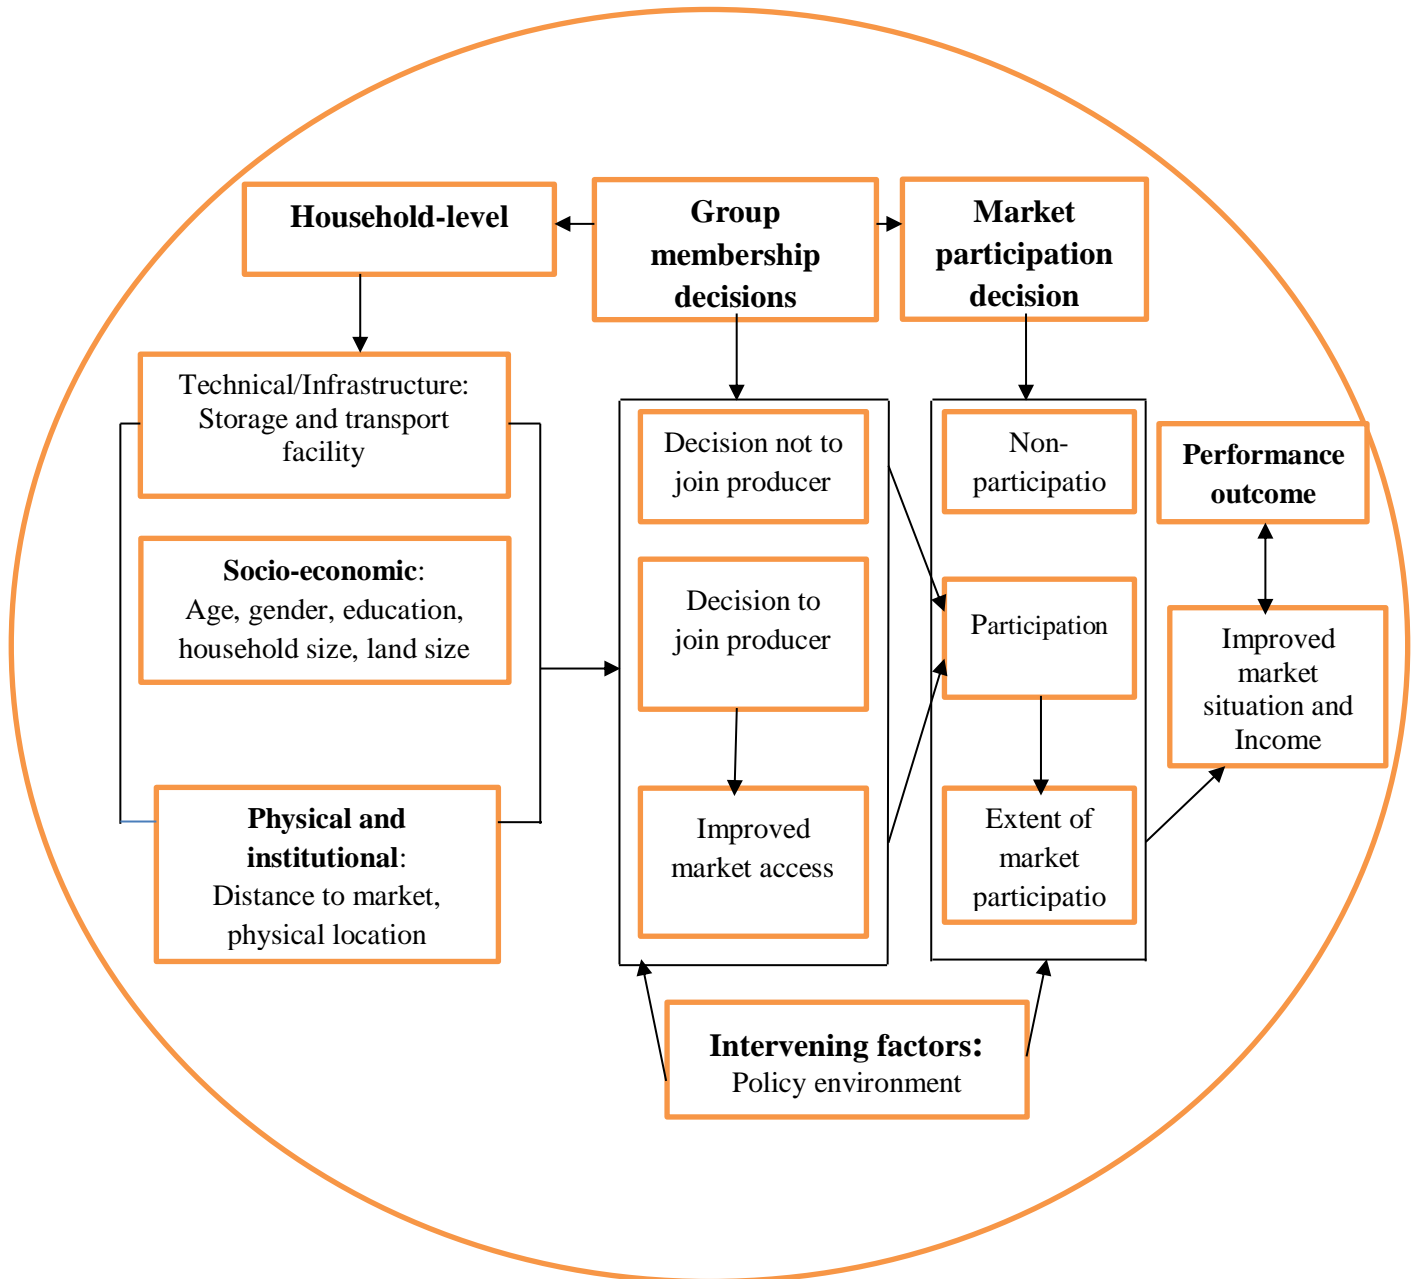 Household-level
Group
membership
decisions
Market
participation
decision
Technical/Infrastructure:
Storage and transport
facility
Socio-economic:
Age, gender, education,
household size, land size
Physical and
institutional:
Distance to market,
physical location
Decision not to
join producer
Decision to
join producer
Improved
market access
Non-
participatio
Participation
Extent of
market
participatio
Performance
outcome
Improved
market
situation and
Income
Intervening factors:
Policy environment